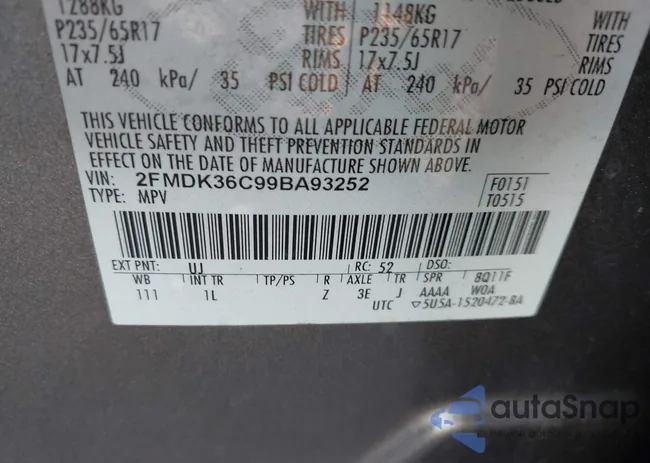 1288KG WITH 1148KG WITH
P235/65R17 TIRES P235/65R17 TIRES
17x7.5J RIMS 17x7.5J RIMS
AT 240 kPa/ 35 PSI COLD AT 240 kPa/ 35 PSI COLD
THIS VEHICLE CONFORMS TO ALL APPLICABLE FEDERAL MOTOR
VEHICLE SAFETY AND THEFT PREVENTION STANDARDS IN
EFFECT ON THE DATE OF MANUFACTURE SHOWN ABOVE.
VIN: 2FMDK36C99BA93252 F0151
TYPE: MPV T0515
EXT PNT: UJ RC: 52 DSO:
WB INT TR TP/PS R AXLE TR SPR 8Q11F
111 1L Z 3E J AAAA W0A
UTC ▽5U5A-1520472-BA
autoSnap